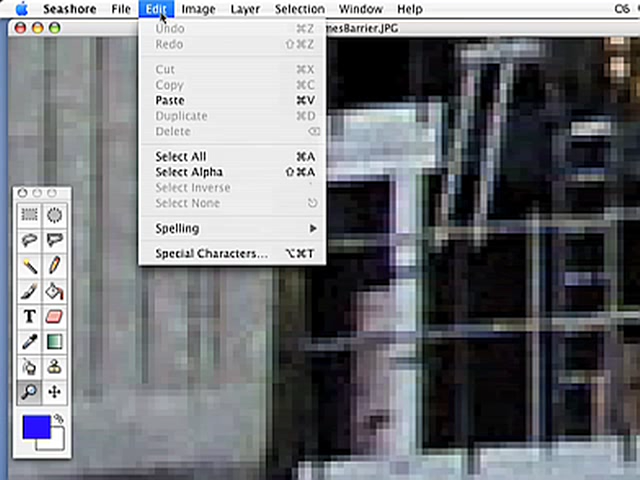 Seashore File Edit Image Layer Selection Window Help
mesBarrier.JPG
Undo ⌘Z
Redo ⇧⌘Z
Cut ⌘X
Copy ⌘C
Paste ⌘V
Duplicate ⌘D
Delete ⌫
Select All ⌘A
Select Alpha ⇧⌘A
Select Inverse
Select None
Spelling
Special Characters... ⌥⌘T
T